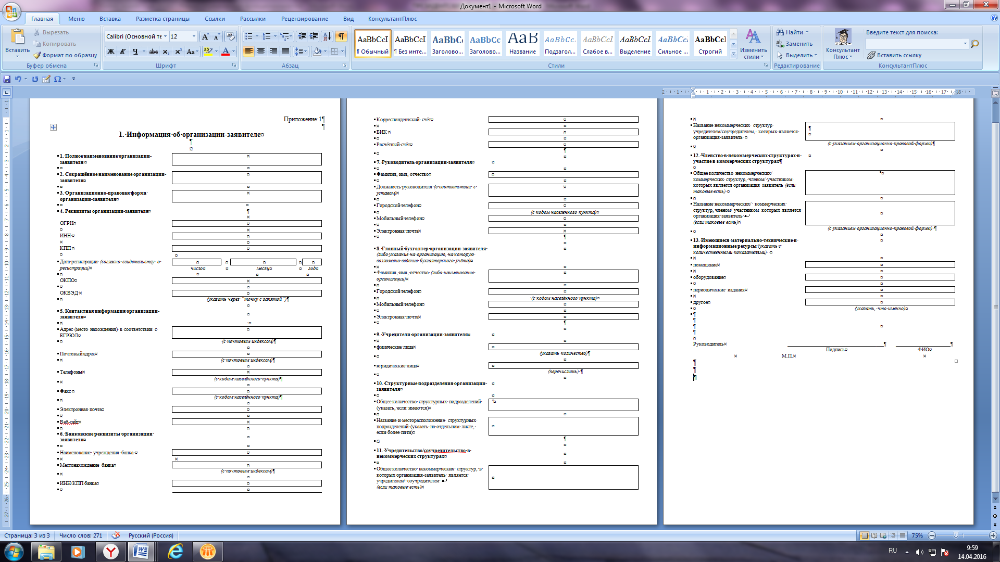 Документ1 - Microsoft Word
Главная Меню Вставка Разметка страницы Ссылки Рассылки Рецензирование Вид КонсультантПлюс
Вставить
Вырезать
Копировать
Формат по образцу
Буфер обмена
Calibri (Основной те 12
Ж К Ч abc x₂ x² Aa
Шрифт
Абзац
AaBbCcI AaBbCcI AaBbCc AaBbCc AaB AaBbCc. AaBbCcI AaBbCcI AaBbCcI AaBbCcI
¶ Обычный ¶ Без инте... Заголово... Заголово... Название Подзагол... Слабое в... Выделение Сильное ... Строгий
Изменить стили
Стили
Найти
Заменить
Выделить
Редактирование
Консультант Плюс
Введите текст для поиска:
Вставить ссылку
КонсультантПлюс
Приложение 1
1. Информация об организации-заявителе
1. Полное наименование организации-
заявителя
2. Сокращённое наименование организации-
заявителя
3. Организационно-правовая форма
организации-заявителя
4. Реквизиты организации-заявителя
ОГРН
ИНН
КПП
Дата регистрации (согласно свидетельству о
регистрации)
число месяц год
ОКПО
ОКВЭД
(указать через "точку с запятой")
5. Контактная информация организации-
заявителя
Адрес (место нахождения) в соответствии с
ЕГРЮЛ
(с почтовым индексом)
Почтовый адрес
(с почтовым индексом)
Телефоны
(с кодом населённого пункта)
Факс
(с кодом населённого пункта)
Электронная почта
Веб-сайт
6. Банковские реквизиты организации
заявителя
Наименование учреждения банка
Местонахождение банка
(с почтовым индексом)
ИНН/КПП банка
Корреспондентский счёт
БИК
Расчётный счёт
7. Руководитель организации-заявителя
Фамилия, имя, отчество
Должность руководителя (в соответствии с
уставом)
Городской телефон
(с кодом населённого пункта)
Мобильный телефон
Электронная почта
8. Главный бухгалтер организации-заявителя
(либо указание на организацию, на которую
возложено ведение бухгалтерского учёта)
Фамилия, имя, отчество (либо наименование
организации)
Городской телефон
(с кодом населённого пункта)
Мобильный телефон
Электронная почта
9. Учредители организации-заявителя
физические лица
(указать количество)
юридические лица
(перечислить)
10. Структурные подразделения организации-
заявителя
Общее количество структурных подразделений
(указать, если имеются)
Название и месторасположение структурных
подразделений (указать на отдельном листе,
если более пяти)
11. Учредительство/соучредительство в
некоммерческих структурах
Общее количество некоммерческих структур, в
которых организация-заявитель является
учредителем/ соучредителем
(если таковые есть)
Название некоммерческих структур
учредителем/соучредителем, которых является
организация-заявитель
(с указанием организационно-правовой формы)
12. Членство в некоммерческих структурах и
участие в коммерческих структурах
Общее количество некоммерческих/
коммерческих структур, членом/ участником
которых является организация заявитель (если
таковые есть)
Название некоммерческих/ коммерческих
структур, членом/ участником которых является
организация заявитель
(если таковые есть)
(с указанием организационно-правовой формы)
13. Имеющиеся материально-технические и
информационные ресурсы (указать с
количественными показателями)
помещение
оборудование
периодические издания
другое
(указать, что именно)
Руководитель
Подпись ФИО
М.П.
Страница: 3 из 3 Число слов: 271 Русский (Россия) 75%
RU
9:59
14.04.2016